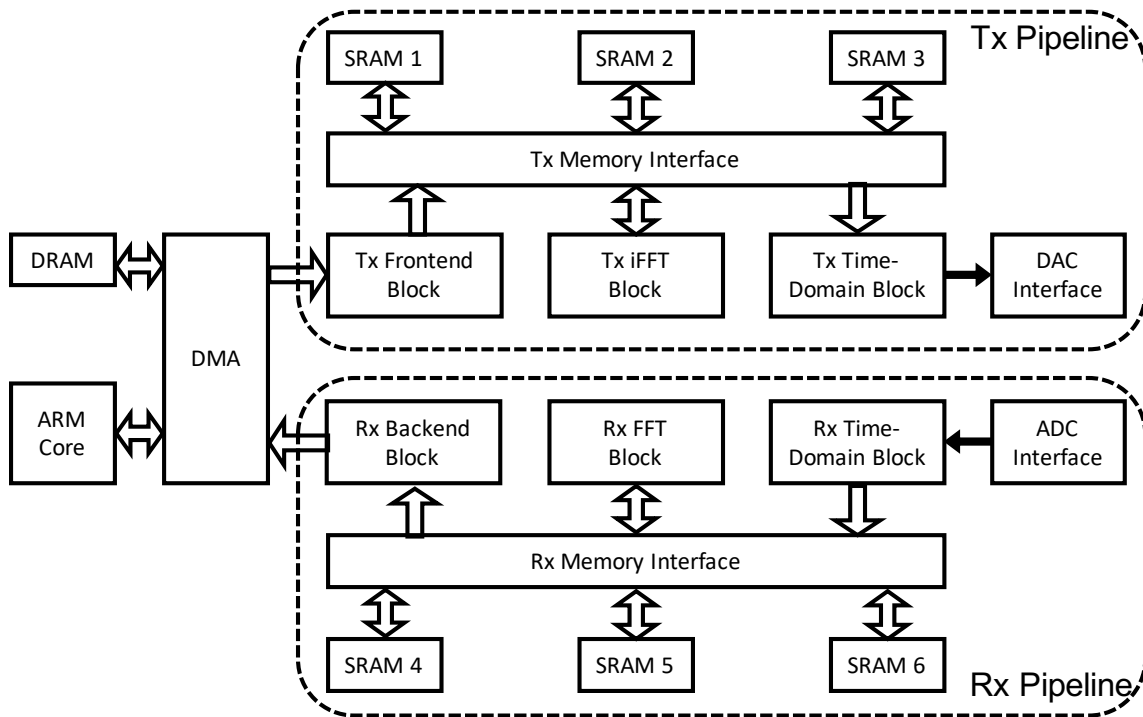 Tx Pipeline
SRAM 1
SRAM 2
SRAM 3
Tx Memory Interface
DRAM
DMA
Tx Frontend
Block
Tx iFFT
Block
Tx Time-
Domain Block
DAC
Interface
ARM
Core
Rx Backend
Block
Rx FFT
Block
Rx Time-
Domain Block
ADC
Interface
Rx Memory Interface
SRAM 4
SRAM 5
SRAM 6
Rx Pipeline